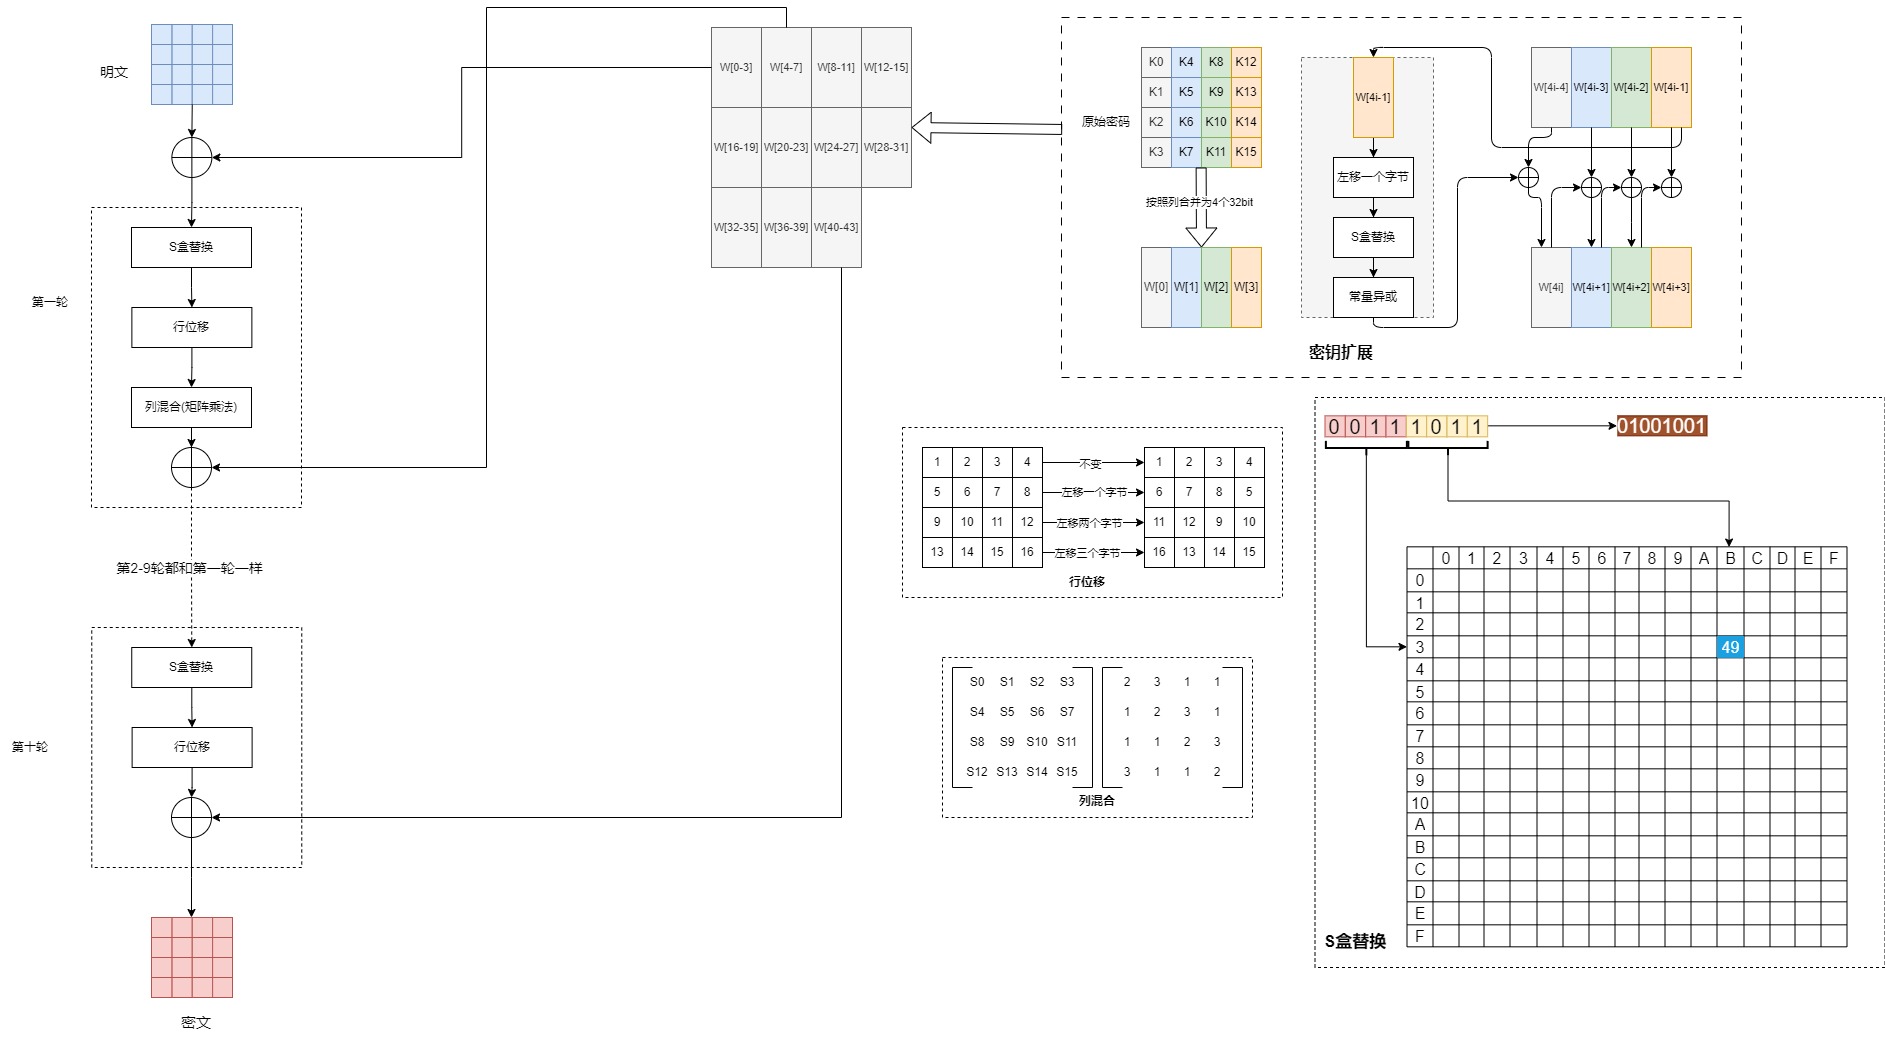 明文
S盒替换
第一轮
行位移
列混合(矩阵乘法)
第2-9轮都和第一轮一样
S盒替换
第十轮
行位移
密文
W[0-3] W[4-7] W[8-11] W[12-15]
W[16-19] W[20-23] W[24-27] W[28-31]
W[32-35] W[36-39] W[40-43]
原始密码
K0 K4 K8 K12
K1 K5 K9 K13
K2 K6 K10 K14
K3 K7 K11 K15
按照列合并为4个32bit
W[0] W[1] W[2] W[3]
W[4i-1]
左移一个字节
S盒替换
常量异或
W[4i-4] W[4i-3] W[4i-2] W[4i-1]
W[4i] W[4i+1] W[4i+2] W[4i+3]
密钥扩展
1 2 3 4 不变 1 2 3 4
5 6 7 8 左移一个字节 6 7 8 5
9 10 11 12 左移两个字节 11 12 9 10
13 14 15 16 左移三个字节 16 13 14 15
行位移
S0 S1 S2 S3 2 3 1 1
S4 S5 S6 S7 1 2 3 1
S8 S9 S10 S11 1 1 2 3
S12 S13 S14 S15 3 1 1 2
列混合
0 0 1 1 1 0 1 1 01001001
0 1 2 3 4 5 6 7 8 9 A B C D E F
0
1
2
3 49
4
5
6
7
8
9
10
A
B
C
D
E
F
S盒替换